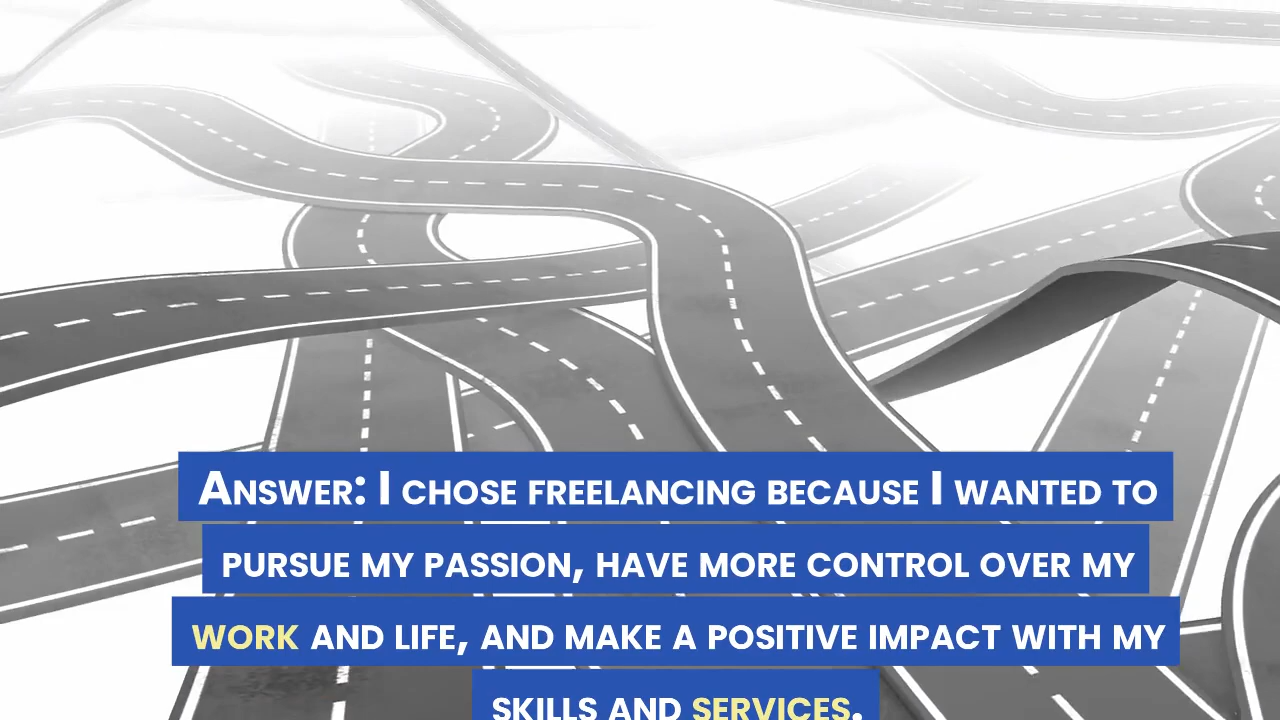 Answer: I chose freelancing because I wanted to
pursue my passion, have more control over my
work and life, and make a positive impact with my
skills and services.